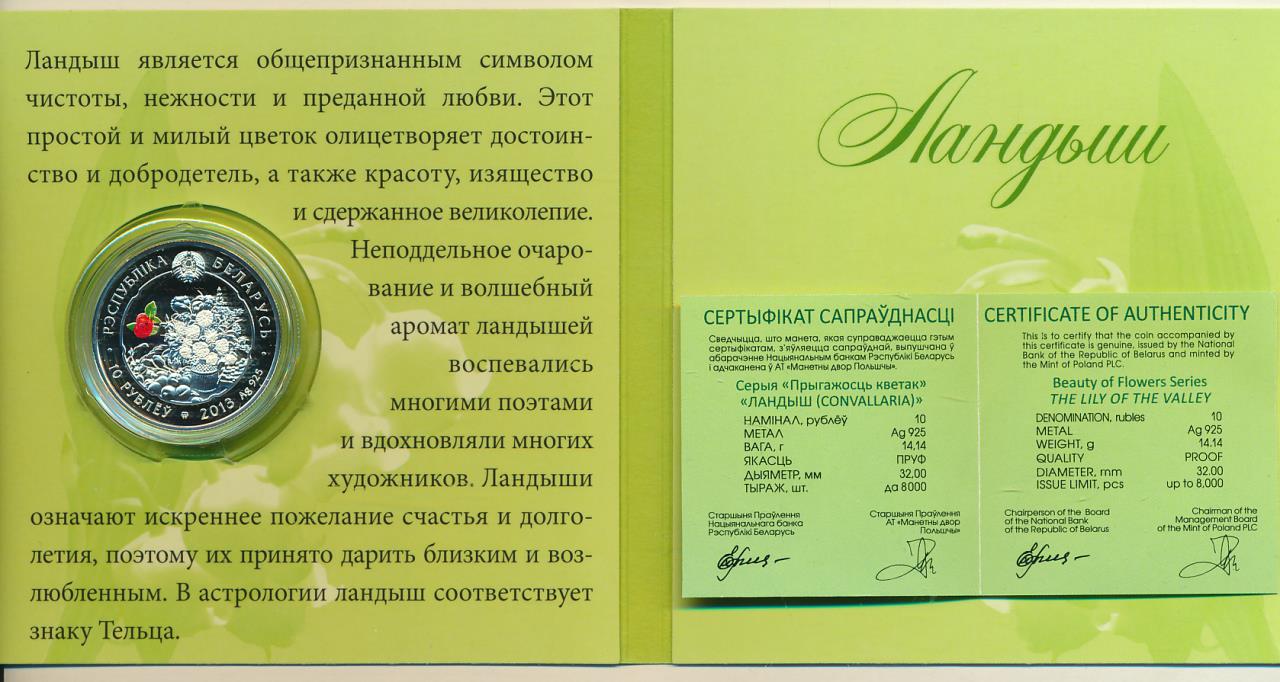 Ландыш является общепризнанным символом
чистоты, нежности и преданной любви. Этот
простой и милый цветок олицетворяет достоин-
ство и добродетель, а также красоту, изящество
и сдержанное великолепие.
Неподдельное очаро-
вание и волшебный
аромат ландышей
воспевались
многими поэтами
и вдохновляли многих
художников. Ландыши
означают искреннее пожелание счастья и долго-
летия, поэтому их принято дарить близким и воз-
любленным. В астрологии ландыш соответствует
знаку Тельца.
РЭСПУБЛІКА БЕЛАРУСЬ
10 РУБЛЁЎ 2013 Ag 925
Ландыши
СЕРТЫФІКАТ САПРАЎДНАСЦІ
Сведчыцца, што манета, якая суправаджаецца гэтым
сертыфікатам, з'яўляецца сапраўднай, выпушчана ў
абарачэнне Нацыянальным банкам Рэспублікі Беларусь
і адчаканена ў АТ «Манетны двор Польшчы».
Серыя «Прыгажосць кветак»
«ЛАНДЫШ (CONVALLARIA)»
НАМІНАЛ, рублёў 10
МЕТАЛ Ag 925
ВАГА, г 14,14
ЯКАСЦЬ ПРУФ
ДЫЯМЕТР, мм 32,00
ТЫРАЖ, шт. да 8000
Старшыня Праўлення
Нацыянальнага банка
Рэспублікі Беларусь
Старшыня Праўлення
АТ «Манетны двор
Польшчы»
CERTIFICATE OF AUTHENTICITY
This is to certify that the coin accompanied by
this certificate is genuine, issued by the National
Bank of the Republic of Belarus and minted by
the Mint of Poland PLC.
Beauty of Flowers Series
THE LILY OF THE VALLEY
DENOMINATION, rubles 10
METAL Ag 925
WEIGHT, g 14.14
QUALITY PROOF
DIAMETER, mm 32.00
ISSUE LIMIT, pcs up to 8,000
Chairperson of the Board
of the National Bank
of the Republic of Belarus
Chairman of the
Management Board
of the Mint of Poland PLC